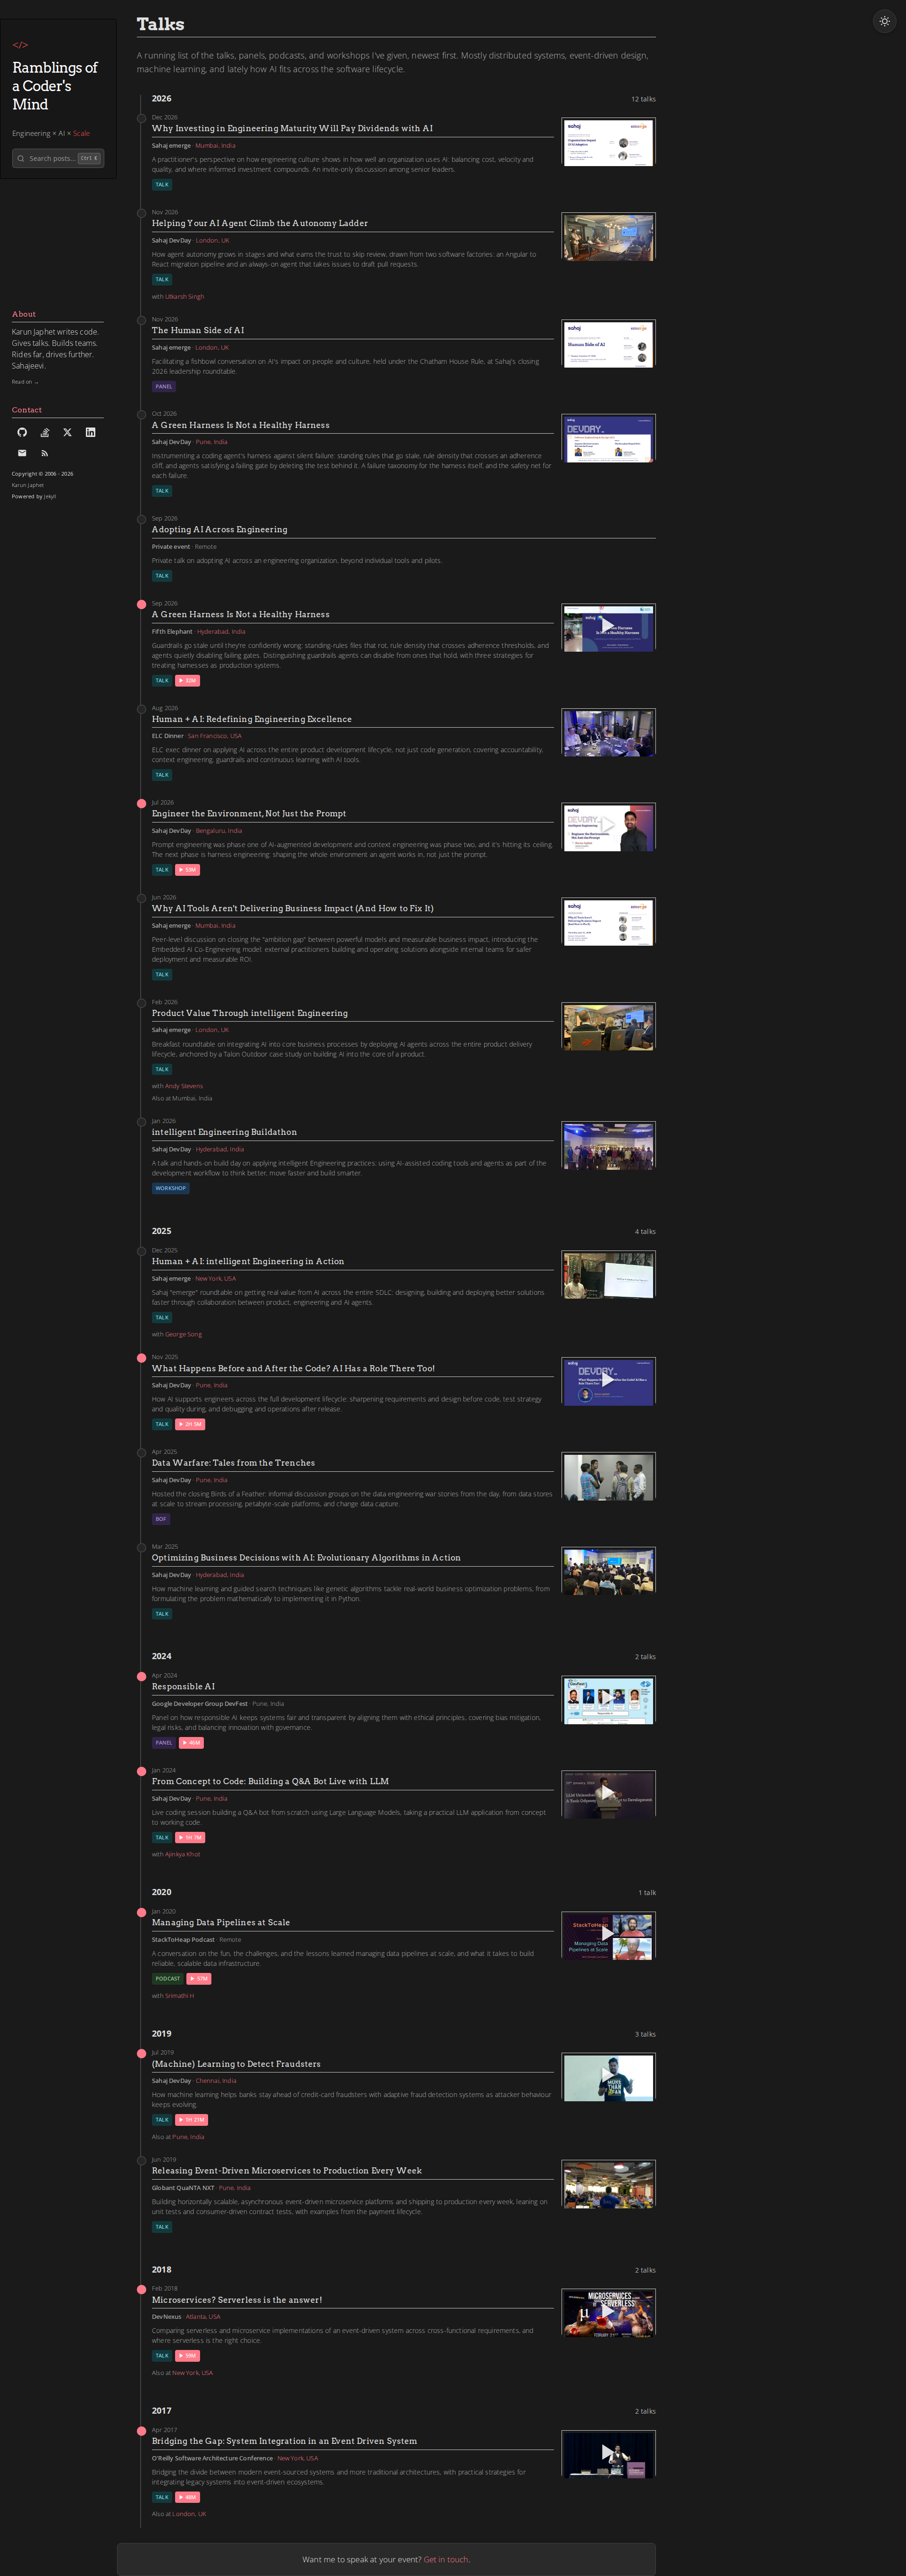 Talks
</>
Ramblings of
a Coder's
Mind
Engineering × AI × Scale
Search posts... Ctrl K
About
Karun Japhet writes code.
Gives talks. Builds teams.
Rides far, drives further.
Sahajeevi.
Read on →
Contact
Copyright © 2006 - 2026
Karun Japhet
Powered by Jekyll
A running list of the talks, panels, podcasts, and workshops I've given, newest first. Mostly distributed systems, event-driven design,
machine learning, and lately how AI fits across the software lifecycle.
2026 12 talks
Dec 2026
Why Investing in Engineering Maturity Will Pay Dividends with AI
Sahaj emerge · Mumbai, India
A practitioner's perspective on how engineering culture shows in how well an organization uses AI: balancing cost, velocity and
quality, and where informed investment compounds. An invite-only discussion among senior leaders.
TALK
Nov 2026
Helping Your AI Agent Climb the Autonomy Ladder
Sahaj DevDay · London, UK
How agent autonomy grows in stages and what earns the trust to skip review, drawn from two software factories: an Angular to
React migration pipeline and an always-on agent that takes issues to draft pull requests.
TALK
with Utkarsh Singh
Nov 2026
The Human Side of AI
Sahaj emerge · London, UK
Facilitating a fishbowl conversation on AI's impact on people and culture, held under the Chatham House Rule, at Sahaj's closing
2026 leadership roundtable.
PANEL
Oct 2026
A Green Harness Is Not a Healthy Harness
Sahaj DevDay · Pune, India
Instrumenting a coding agent's harness against silent failure: standing rules that go stale, rule density that crosses an adherence
cliff, and agents satisfying a failing gate by deleting the test behind it. A failure taxonomy for the harness itself, and the safety net for
each failure.
TALK
Sep 2026
Adopting AI Across Engineering
Private event · Remote
Private talk on adopting AI across an engineering organization, beyond individual tools and pilots.
TALK
Sep 2026
A Green Harness Is Not a Healthy Harness
Fifth Elephant · Hyderabad, India
Guardrails go stale until they're confidently wrong: standing-rules files that rot, rule density that crosses adherence thresholds, and
agents quietly disabling failing gates. Distinguishing guardrails agents can disable from ones that hold, with three strategies for
treating harnesses as production systems.
TALK
Aug 2026
Human + AI: Redefining Engineering Excellence
ELC Dinner · San Francisco, USA
ELC exec dinner on applying AI across the entire product development lifecycle, not just code generation, covering accountability,
context engineering, guardrails and continuous learning with AI tools.
TALK
Jul 2026
Engineer the Environment, Not Just the Prompt
Sahaj DevDay · Bengaluru, India
Prompt engineering was phase one of AI-augmented development and context engineering was phase two, and it's hitting its ceiling.
The next phase is harness engineering: shaping the whole environment an agent works in, not just the prompt.
TALK ▶ 53M
Jun 2026
Why AI Tools Aren't Delivering Business Impact (And How to Fix It)
Sahaj emerge · Mumbai, India
Peer-level discussion on closing the "ambition gap" between powerful models and measurable business impact, introducing the
Embedded AI Co-Engineering model: external practitioners building and operating solutions alongside internal teams for safer
deployment and measurable ROI.
TALK
Feb 2026
Product Value Through intelligent Engineering
Sahaj emerge · London, UK
Breakfast roundtable on integrating AI into core business processes by deploying AI agents across the entire product delivery
lifecycle, anchored by a Talon Outdoor case study on building AI into the core of a product.
TALK
with Andy Stevens
Also at Mumbai, India
Jan 2026
intelligent Engineering Buildathon
Sahaj DevDay · Hyderabad, India
A talk and hands-on build day on applying intelligent Engineering practices: using AI-assisted coding tools and agents as part of the
development workflow to think better, move faster and build smarter.
WORKSHOP
2025 4 talks
Dec 2025
Human + AI: intelligent Engineering in Action
Sahaj emerge · New York, USA
Sahaj "emerge" roundtable on getting real value from AI across the entire SDLC: designing, building and deploying better solutions
faster through collaboration between product, engineering and AI agents.
TALK
with George Song
Nov 2025
What Happens Before and After the Code? AI Has a Role There Too!
Sahaj DevDay · Pune, India
How AI supports engineers across the full development lifecycle: sharpening requirements and design before code, test strategy
and quality during, and debugging and operations after release.
TALK ▶ 2H 5M
Apr 2025
Data Warfare: Tales from the Trenches
Sahaj DevDay · Pune, India
Hosted the closing Birds of a Feather: informal discussion groups on the data engineering war stories from the day, from data stores
at scale to stream processing, petabyte-scale platforms, and change data capture.
BOF
Mar 2025
Optimizing Business Decisions with AI: Evolutionary Algorithms in Action
Sahaj DevDay · Hyderabad, India
How machine learning and guided search techniques like genetic algorithms tackle real-world business optimization problems, from
formulating the problem mathematically to implementing it in Python.
TALK
2024 2 talks
Apr 2024
Responsible AI
Google Developer Group DevFest · Pune, India
Panel on how responsible AI keeps systems fair and transparent by aligning them with ethical principles, covering bias mitigation,
legal risks, and balancing innovation with governance.
PANEL ▶ 46M
Jan 2024
From Concept to Code: Building a Q&A Bot Live with LLM
Sahaj DevDay · Pune, India
Live coding session building a Q&A bot from scratch using Large Language Models, taking a practical LLM application from concept
to working code.
TALK ▶ 1H 7M
with Ajinkya Khot
2020 1 talk
Jan 2020
Managing Data Pipelines at Scale
StackToHeap Podcast · Remote
A conversation on the fun, the challenges, and the lessons learned managing data pipelines at scale, and what it takes to build
reliable, scalable data infrastructure.
PODCAST ▶ 57M
with Srimathi H
StackToHeap
Managing Data
Pipelines at Scale
2019 3 talks
Jul 2019
(Machine) Learning to Detect Fraudsters
Sahaj DevDay · Chennai, India
How machine learning helps banks stay ahead of credit-card fraudsters with adaptive fraud detection systems as attacker behaviour
keeps evolving.
TALK ▶ 1H 21M
Also at Pune, India
Jun 2019
Releasing Event-Driven Microservices to Production Every Week
Globant QuaNTA NXT · Pune, India
Building horizontally scalable, asynchronous event-driven microservice platforms and shipping to production every week, leaning on
unit tests and consumer-driven contract tests, with examples from the payment lifecycle.
TALK
2018 2 talks
Feb 2018
Microservices? Serverless is the answer!
DevNexus · Atlanta, USA
Comparing serverless and microservice implementations of an event-driven system across cross-functional requirements, and
where serverless is the right choice.
TALK
Also at New York, USA
2017 2 talks
Apr 2017
Bridging the Gap: System Integration in an Event Driven System
O'Reilly Software Architecture Conference · New York, USA
Bridging the divide between modern event-sourced systems and more traditional architectures, with practical strategies for
integrating legacy systems into event-driven ecosystems.
TALK
Also at London, UK
Want me to speak at your event? Get in touch.